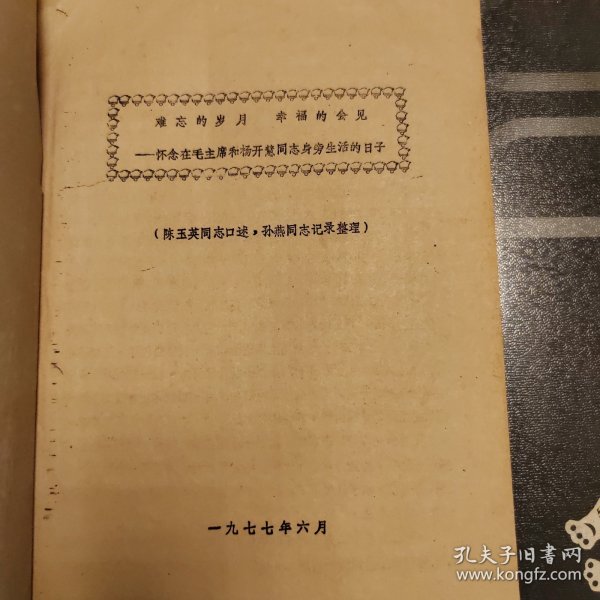 难忘的岁月 幸福的会见
——怀念在毛主席和杨开慧同志身旁生活的日子
（陈玉英同志口述，孙燕同志记录整理）
一九七七年六月
孔夫子旧书网
www.kongfz.com